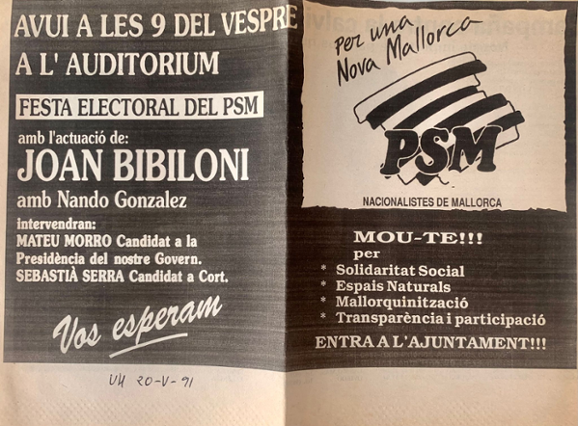 AVUI A LES 9 DEL VESPRE
A L' AUDITORIUM
FESTA ELECTORAL DEL PSM
amb l'actuació de:
JOAN BIBILONI
amb Nando Gonzalez
intervendran:
MATEU MORRO Candidat a la
Presidència del nostre Govern.
SEBASTIÀ SERRA Candidat a Cort.
Vos esperam
UH 20-V-91
per una
Nova Mallorca
PSM
NACIONALISTES DE MALLORCA
MOU-TE!!!
per
* Solidaritat Social
* Espais Naturals
* Mallorquinització
* Transparència i participació
ENTRA A L'AJUNTAMENT!!!